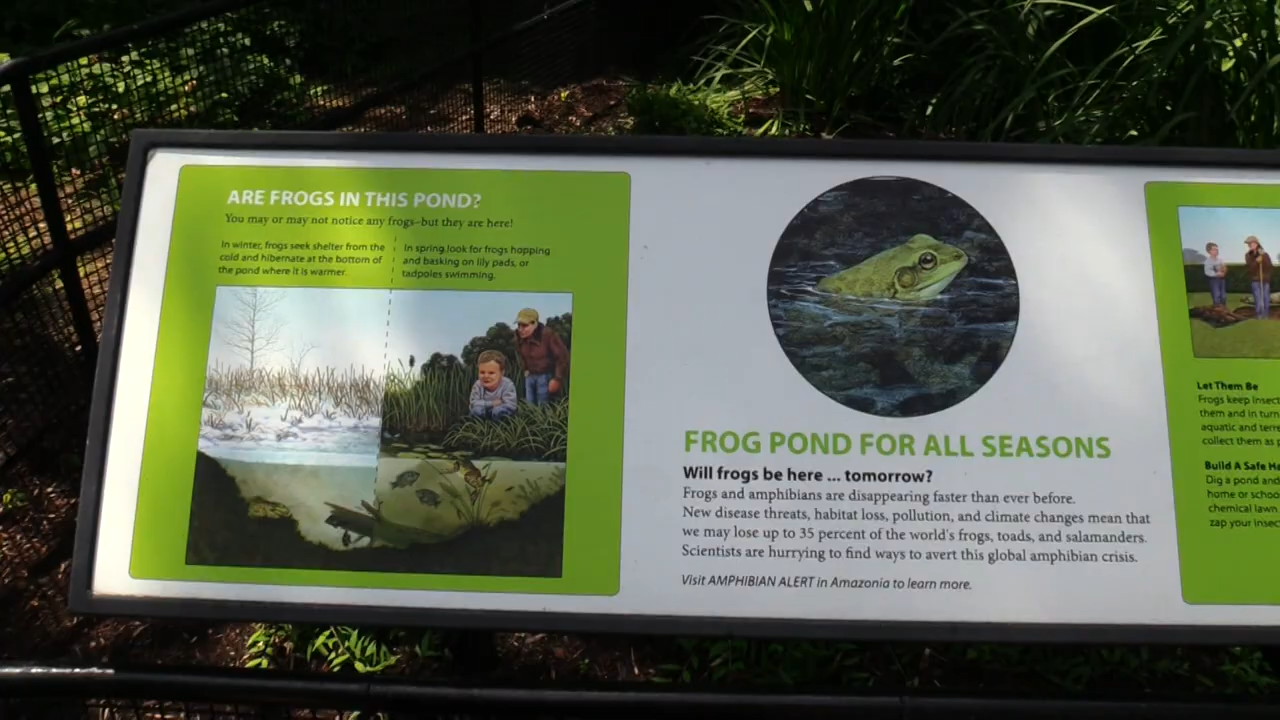 ARE FROGS IN THIS POND?
You may or may not notice any frogs–but they are here!
In winter, frogs seek shelter from the
cold and hibernate at the bottom of
the pond where it is warmer.
In spring look for frogs hopping
and basking on lily pads, or
tadpoles swimming.
FROG POND FOR ALL SEASONS
Will frogs be here ... tomorrow?
Frogs and amphibians are disappearing faster than ever before.
New disease threats, habitat loss, pollution, and climate changes mean that
we may lose up to 35 percent of the world's frogs, toads, and salamanders.
Scientists are hurrying to find ways to avert this global amphibian crisis.
Visit AMPHIBIAN ALERT in Amazonia to learn more.
Let Them Be
Frogs keep insect
them and in turn
aquatic and terre
collect them as p
Build A Safe Ha
Dig a pond and
home or schoo
chemical lawn
zap your insec